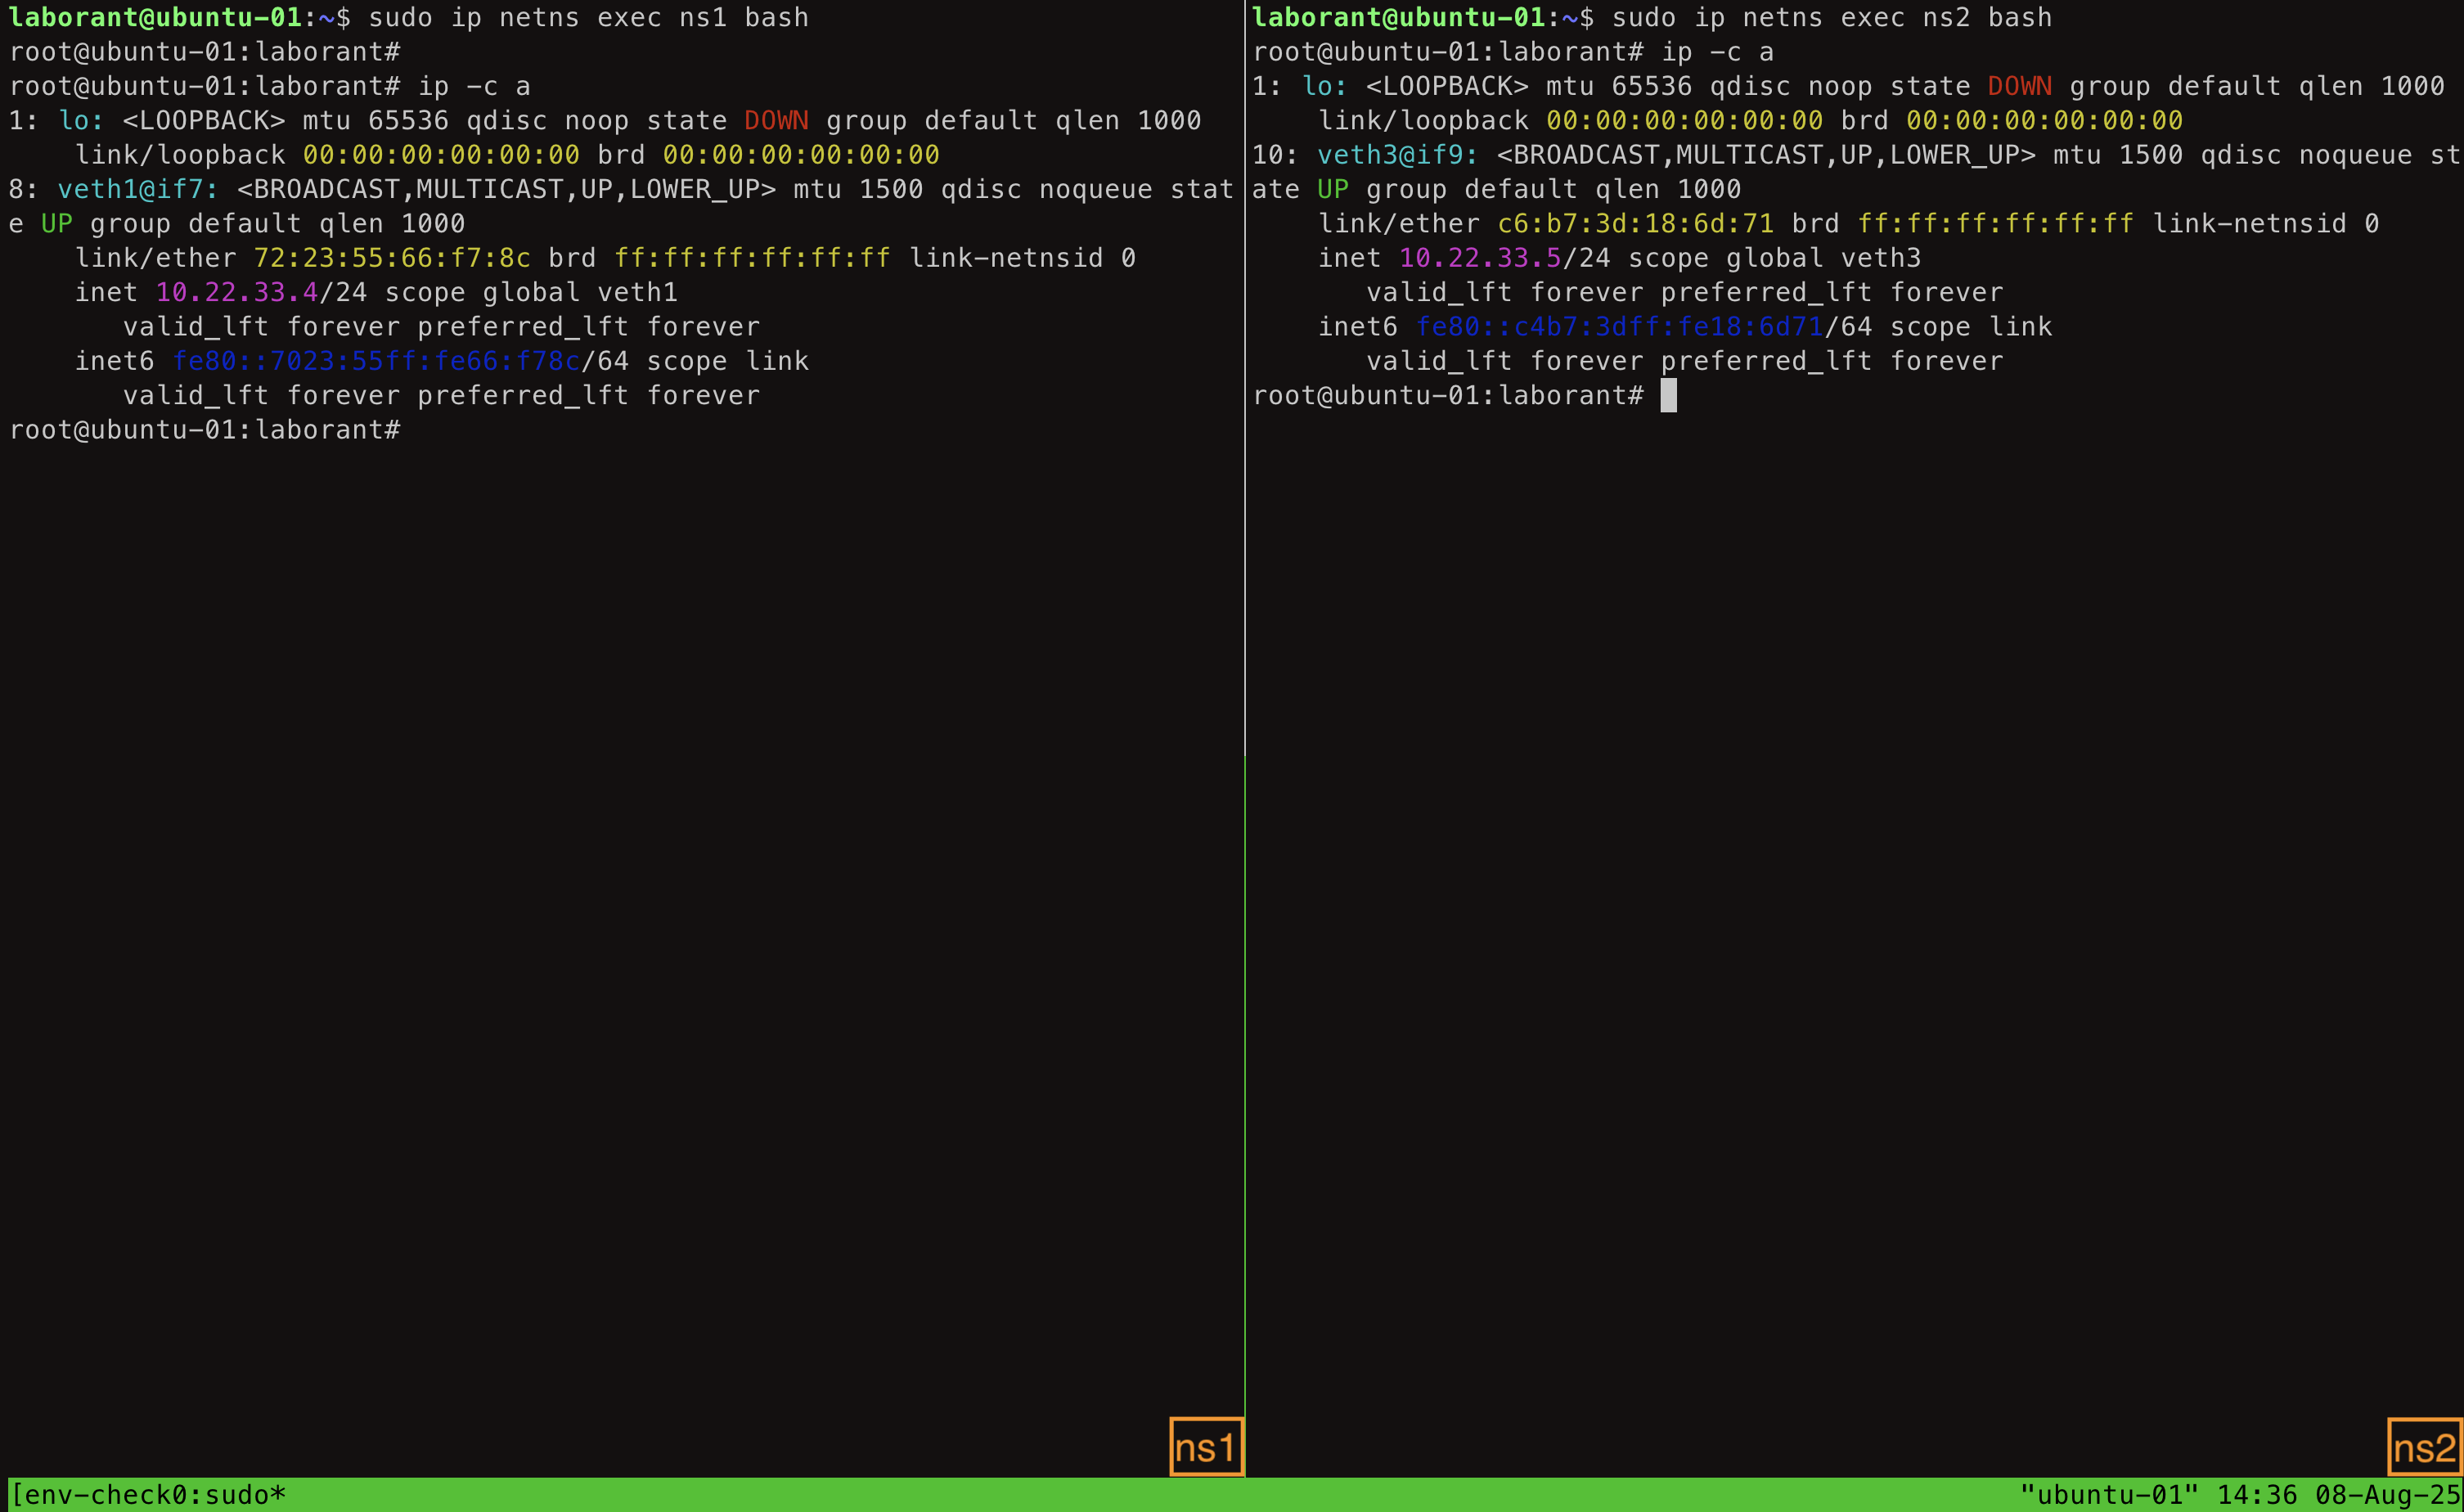 laborant@ubuntu-01:~$ sudo ip netns exec ns1 bash
root@ubuntu-01:laborant#
root@ubuntu-01:laborant# ip -c a
1: lo: <LOOPBACK> mtu 65536 qdisc noop state DOWN group default qlen 1000
    link/loopback 00:00:00:00:00:00 brd 00:00:00:00:00:00
8: veth1@if7: <BROADCAST,MULTICAST,UP,LOWER_UP> mtu 1500 qdisc noqueue stat
e UP group default qlen 1000
    link/ether 72:23:55:66:f7:8c brd ff:ff:ff:ff:ff:ff link-netnsid 0
    inet 10.22.33.4/24 scope global veth1
       valid_lft forever preferred_lft forever
    inet6 fe80::7023:55ff:fe66:f78c/64 scope link
       valid_lft forever preferred_lft forever
root@ubuntu-01:laborant#
ns1
laborant@ubuntu-01:~$ sudo ip netns exec ns2 bash
root@ubuntu-01:laborant# ip -c a
1: lo: <LOOPBACK> mtu 65536 qdisc noop state DOWN group default qlen 1000
    link/loopback 00:00:00:00:00:00 brd 00:00:00:00:00:00
10: veth3@if9: <BROADCAST,MULTICAST,UP,LOWER_UP> mtu 1500 qdisc noqueue st
ate UP group default qlen 1000
    link/ether c6:b7:3d:18:6d:71 brd ff:ff:ff:ff:ff:ff link-netnsid 0
    inet 10.22.33.5/24 scope global veth3
       valid_lft forever preferred_lft forever
    inet6 fe80::c4b7:3dff:fe18:6d71/64 scope link
       valid_lft forever preferred_lft forever
root@ubuntu-01:laborant#
ns2
[env-check0:sudo* "ubuntu-01" 14:36 08-Aug-25